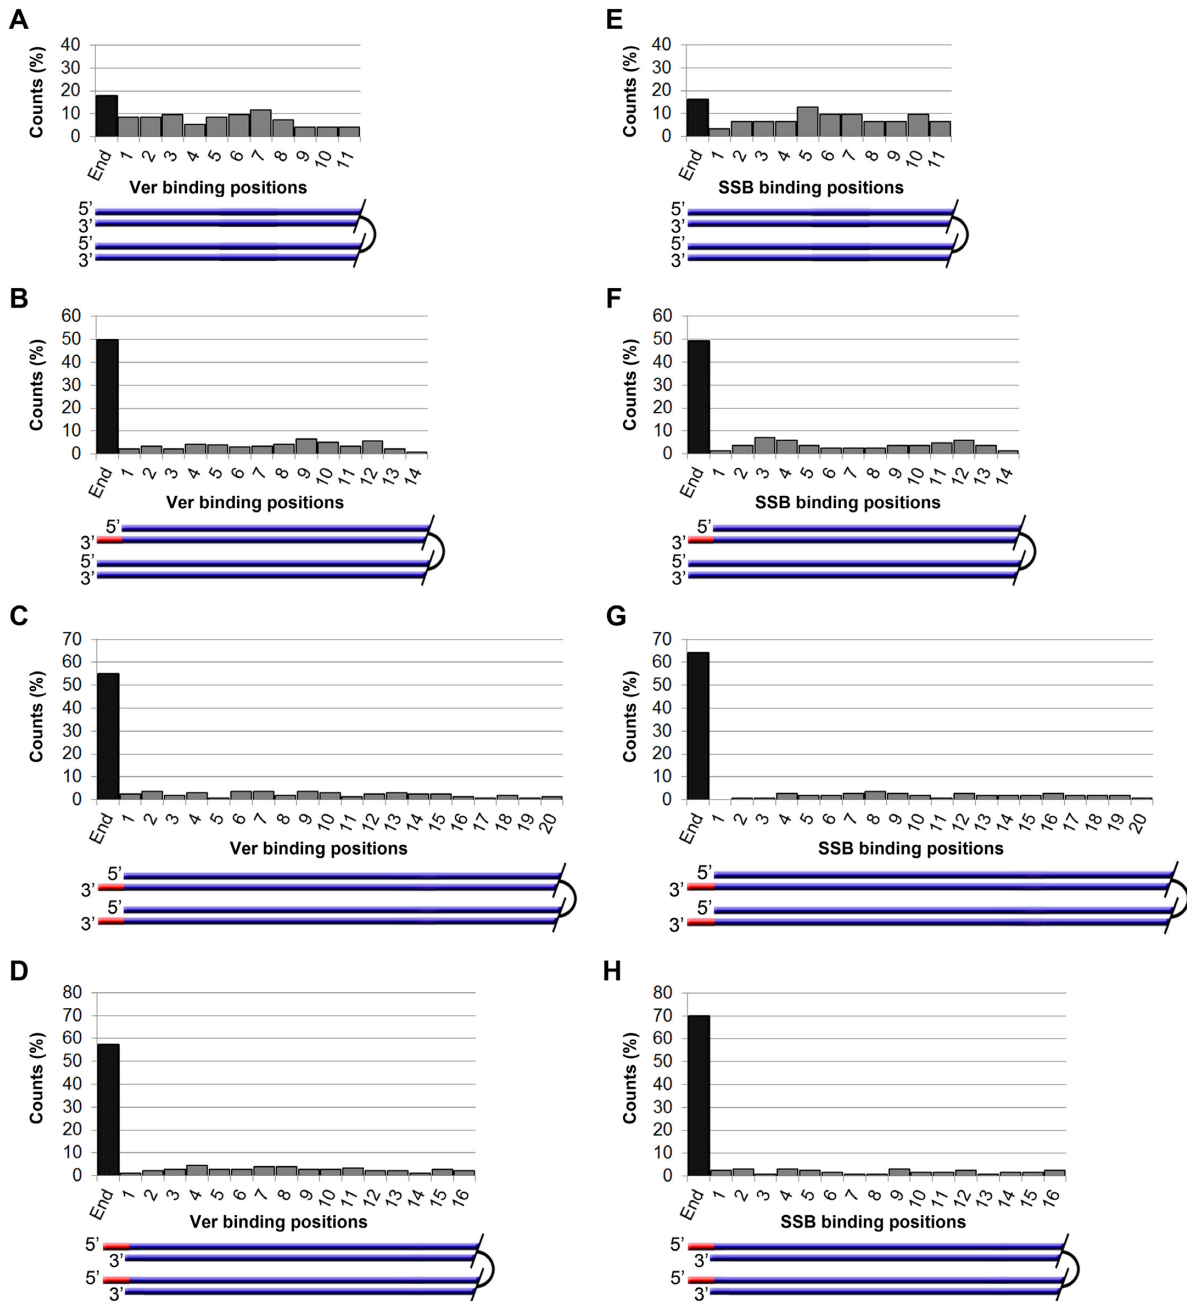 A
Counts (%)
40
30
20
10
0
End 1 2 3 4 5 6 7 8 9 10 11
Ver binding positions
5’
3’
5’
3’
B
Counts (%)
60
50
40
30
20
10
0
End 1 2 3 4 5 6 7 8 9 10 11 12 13 14
Ver binding positions
5’
3’
5’
3’
C
Counts (%)
70
60
50
40
30
20
10
0
End 1 2 3 4 5 6 7 8 9 10 11 12 13 14 15 16 17 18 19 20
Ver binding positions
5’
3’
5’
3’
D
Counts (%)
80
70
60
50
40
30
20
10
0
End 1 2 3 4 5 6 7 8 9 10 11 12 13 14 15 16
Ver binding positions
5’
3’
5’
3’
E
Counts (%)
40
30
20
10
0
End 1 2 3 4 5 6 7 8 9 10 11
SSB binding positions
5’
3’
5’
3’
F
Counts (%)
60
50
40
30
20
10
0
End 1 2 3 4 5 6 7 8 9 10 11 12 13 14
SSB binding positions
5’
3’
5’
3’
G
Counts (%)
70
60
50
40
30
20
10
0
End 1 2 3 4 5 6 7 8 9 10 11 12 13 14 15 16 17 18 19 20
SSB binding positions
5’
3’
5’
3’
H
Counts (%)
80
70
60
50
40
30
20
10
0
End 1 2 3 4 5 6 7 8 9 10 11 12 13 14 15 16
SSB binding positions
5’
3’
5’
3’